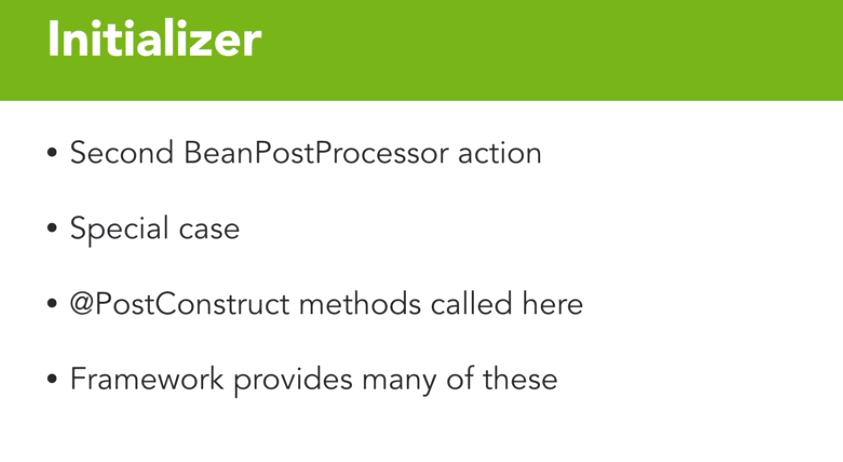 Initializer
• Second BeanPostProcessor action
• Special case
• @PostConstruct methods called here
• Framework provides many of these